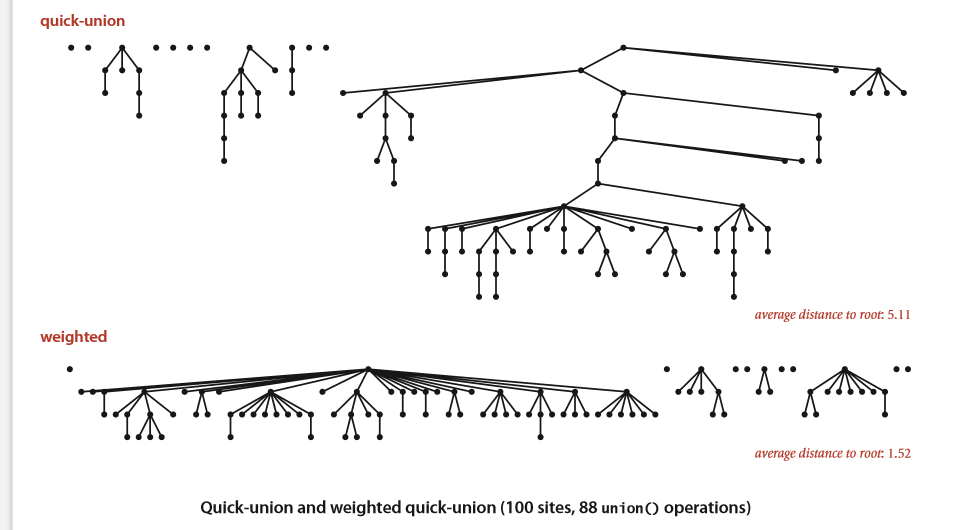 quick-union
average distance to root: 5.11
weighted
average distance to root: 1.52
Quick-union and weighted quick-union (100 sites, 88 union() operations)